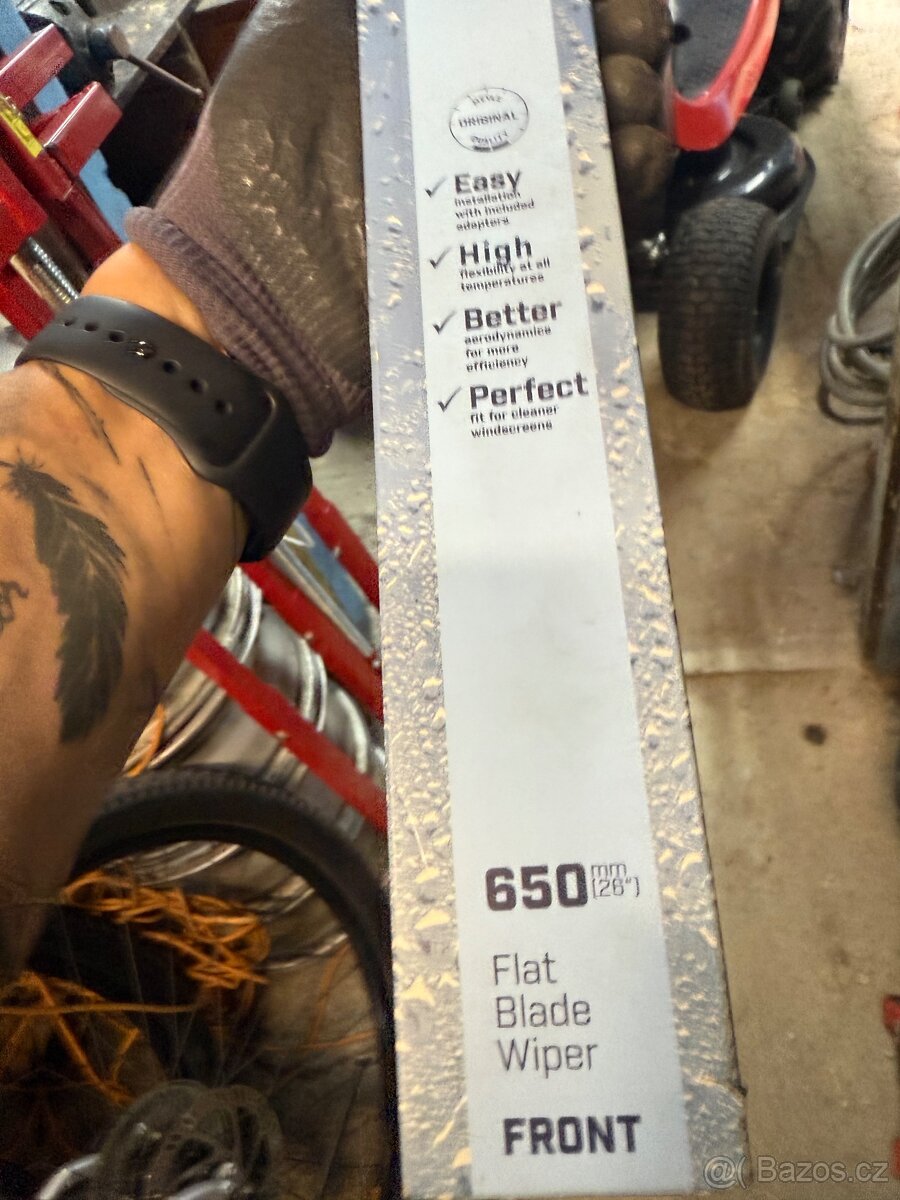 ORIGINAL
QUALITY
✓ Easy
installation
with included
adapters
✓ High
flexibility at all
temperatures
✓ Better
aerodynamics
for more
efficiency
✓ Perfect
fit for cleaner
windscreens
650 mm
(26")
Flat
Blade
Wiper
FRONT
@( Bazos.cz